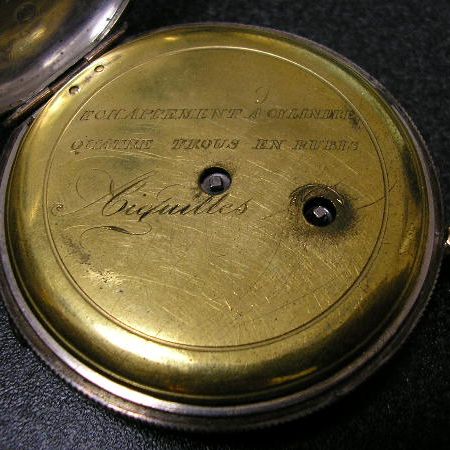 ECHAPPEMENT A CYLINDRE
QUATRE TROUS EN RUBIS
Aiguilles